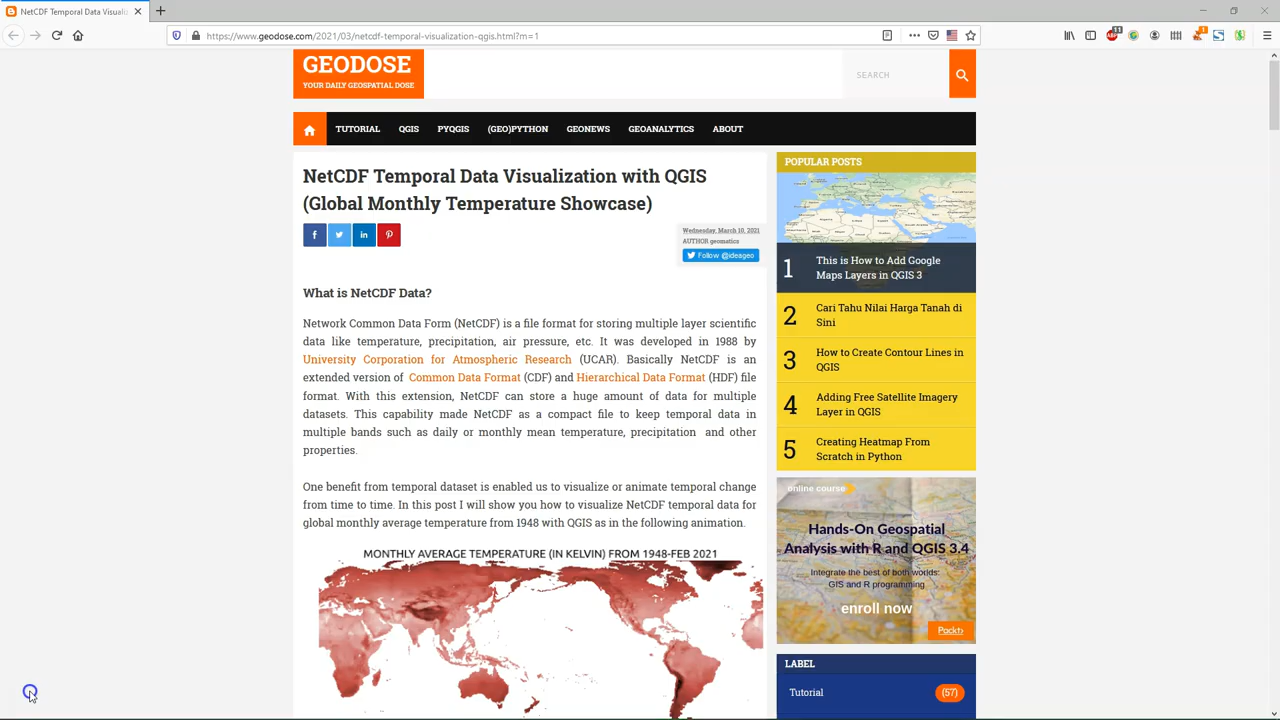 NetCDF Temporal Data Visuali
https://www.geodose.com/2021/03/netcdf-temporal-visualization-qgis.html?m=1
GEODOSE
YOUR DAILY GEOSPATIAL DOSE
SEARCH
TUTORIAL QGIS PYQGIS (GEO)PYTHON GEONEWS GEOANALYTICS ABOUT
NetCDF Temporal Data Visualization with QGIS
(Global Monthly Temperature Showcase)
Wednesday, March 10, 2021
AUTHOR geomatics
Follow @ideageo
What is NetCDF Data?
Network Common Data Form (NetCDF) is a file format for storing multiple layer scientific
data like temperature, precipitation, air pressure, etc. It was developed in 1988 by
University Corporation for Atmospheric Research (UCAR). Basically NetCDF is an
extended version of Common Data Format (CDF) and Hierarchical Data Format (HDF) file
format. With this extension, NetCDF can store a huge amount of data for multiple
datasets. This capability made NetCDF as a compact file to keep temporal data in
multiple bands such as daily or monthly mean temperature, precipitation and other
properties.
One benefit from temporal dataset is enabled us to visualize or animate temporal change
from time to time. In this post I will show you how to visualize NetCDF temporal data for
global monthly average temperature from 1948 with QGIS as in the following animation.
MONTHLY AVERAGE TEMPERATURE (IN KELVIN) FROM 1948-FEB 2021
POPULAR POSTS
1 This is How to Add Google
Maps Layers in QGIS 3
2 Cari Tahu Nilai Harga Tanah di
Sini
3 How to Create Contour Lines in
QGIS
4 Adding Free Satellite Imagery
Layer in QGIS
5 Creating Heatmap From
Scratch in Python
online course
Hands-On Geospatial
Analysis with R and QGIS 3.4
Integrate the best of both worlds:
GIS and R programming
enroll now
Packt>
LABEL
Tutorial (57)